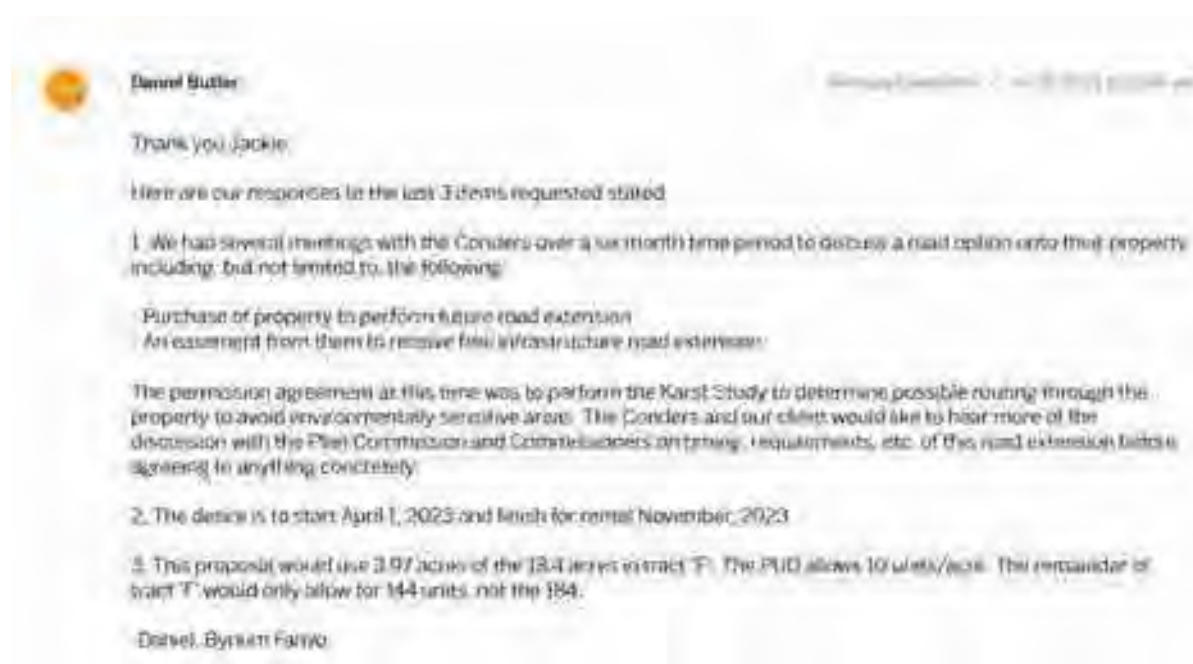 Daniel Butler
Thank you Jackie.
Here are our responses to the last 3 items requested stated
1. We had several meetings with the Conders over a six month time period to discuss a road option onto their property
including, but not limited to, the following:
Purchase of property to perform future road extension
An easement from them to receive free infrastructure road extension
The permission agreement at this time was to perform the Karst Study to determine possible routing through the
property to avoid environmentally sensitive areas. The Conders and our client would like to hear more of the
discussion with the Plan Commission and Commissioners on timing, requirements, etc. of this road extension before
agreeing to anything concretely.
2. The desire is to start April 1, 2023 and finish for rental November, 2023
3. This proposal would use 3.97 acres of the 18.4 acres in tract "F". The PUD allows 10 units/acre. The remainder of
tract "F" would only allow for 144 units, not the 184.
Daniel, Bynum Fanyo